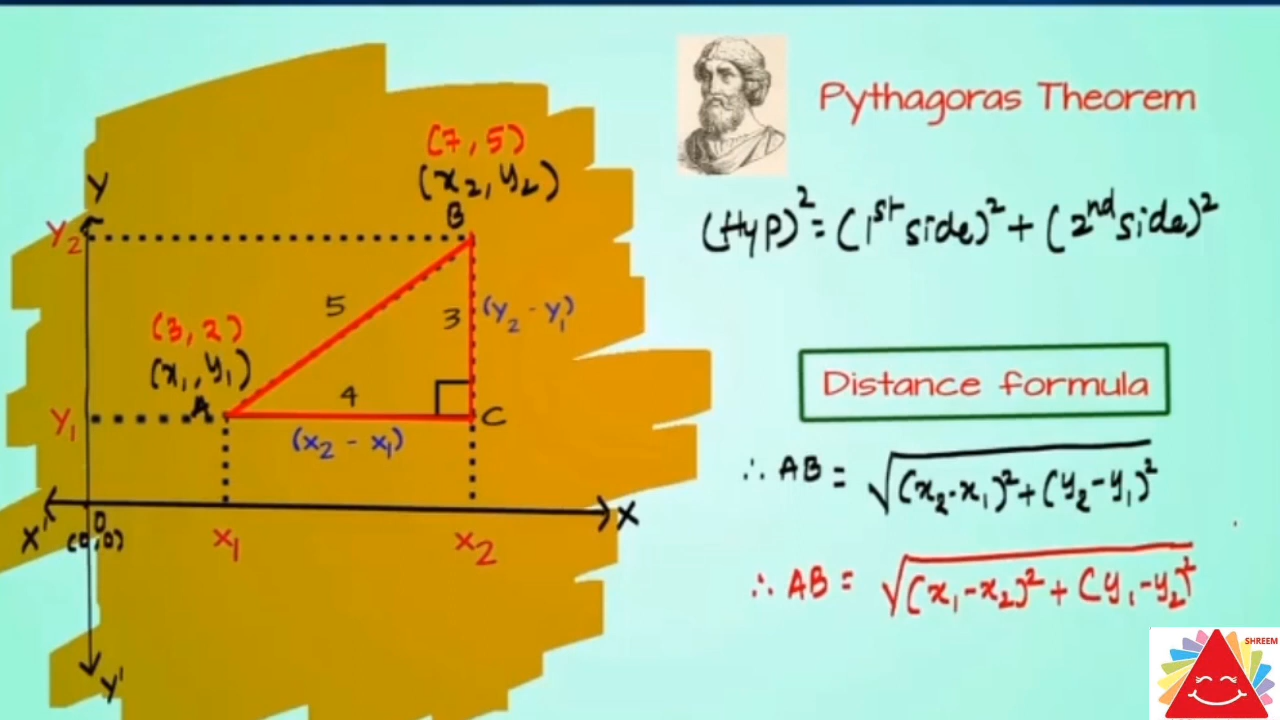 Pythagoras Theorem
(Hyp)² = (1ˢᵗ side)² + (2ⁿᵈ side)²
Distance formula
∴ AB = √(x₂-x₁)²+(y₂-y₁)²
∴ AB = √(x₁-x₂)² + (y₁-y₂)²
(7, 5)
(x₂, y₂)
B
Y
Y₂
5
3
(Y₂ - Y₁)
(3, 2)
(x₁, y₁)
A
4
C
Y₁
(X₂ - X₁)
X'
O
(0,0)
X
X₁
X₂
Y'
SHREEM